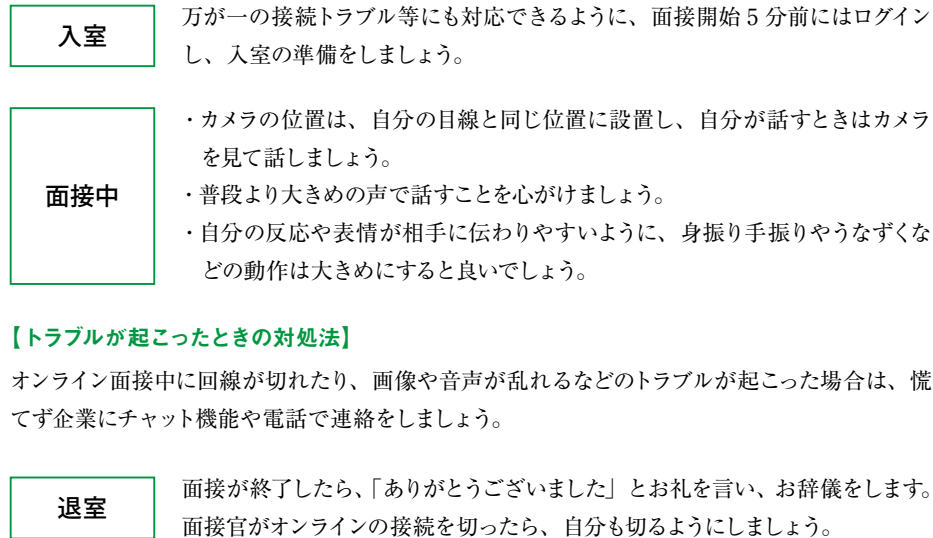 入室
万が一の接続トラブル等にも対応できるように、面接開始5分前にはログイン
し、入室の準備をしましょう。
面接中
・カメラの位置は、自分の目線と同じ位置に設置し、自分が話すときはカメラ
を見て話しましょう。
・普段より大きめの声で話すことを心がけましょう。
・自分の反応や表情が相手に伝わりやすいように、身振り手振りやうなずくな
どの動作は大きめにすると良いでしょう。
【トラブルが起こったときの対処法】
オンライン面接中に回線が切れたり、画像や音声が乱れるなどのトラブルが起こった場合は、慌
てず企業にチャット機能や電話で連絡をしましょう。
退室
面接が終了したら、「ありがとうございました」とお礼を言い、お辞儀をします。
面接官がオンラインの接続を切ったら、自分も切るようにしましょう。